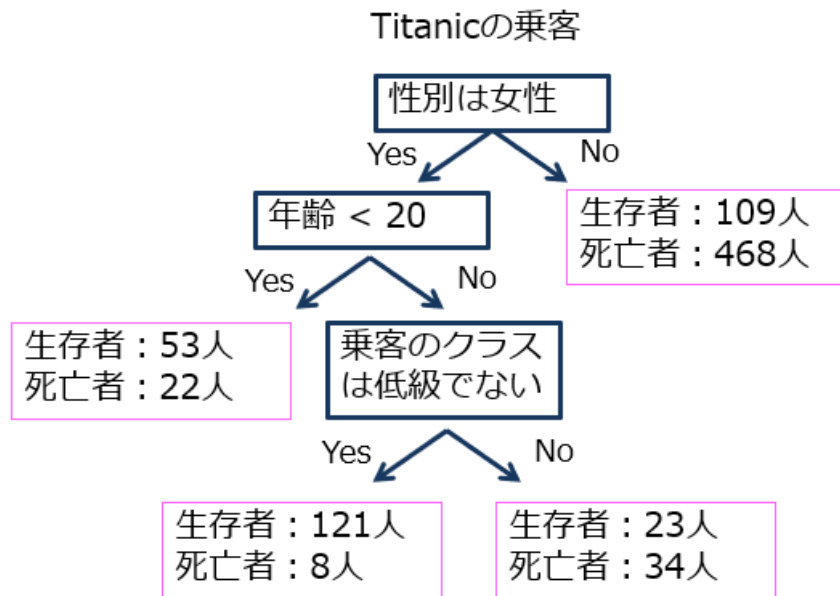 Titanicの乗客
性別は女性
Yes
No
年齢 < 20
生存者：109人
死亡者：468人
Yes
No
生存者：53人
死亡者：22人
乗客のクラス
は低級でない
Yes
No
生存者：121人
死亡者：8人
生存者：23人
死亡者：34人